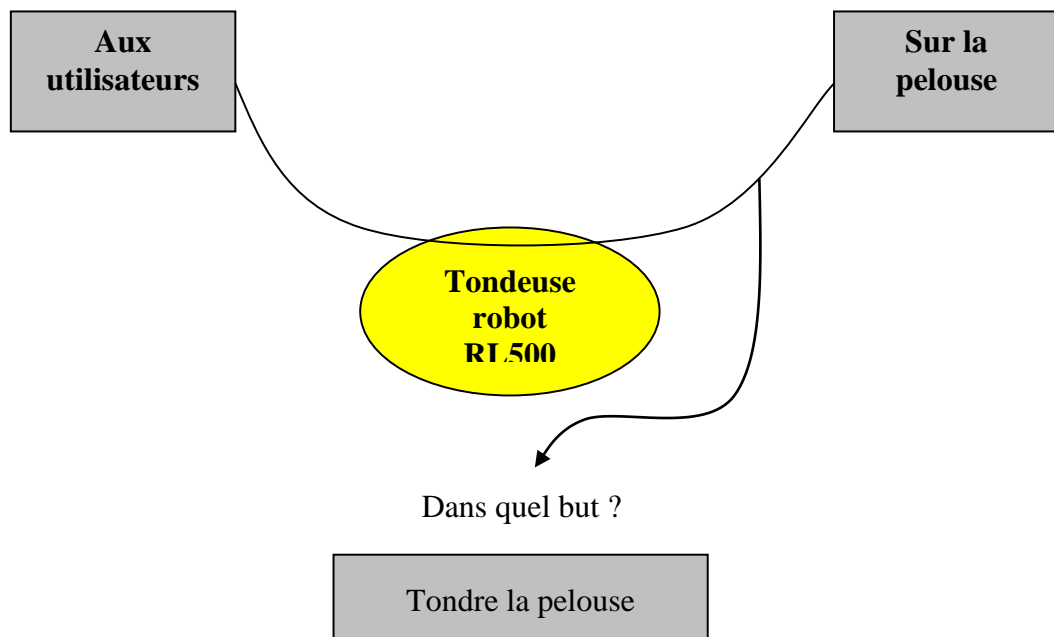 Aux
utilisateurs
Sur la
pelouse
Tondeuse
robot
RL500
Dans quel but ?
Tondre la pelouse